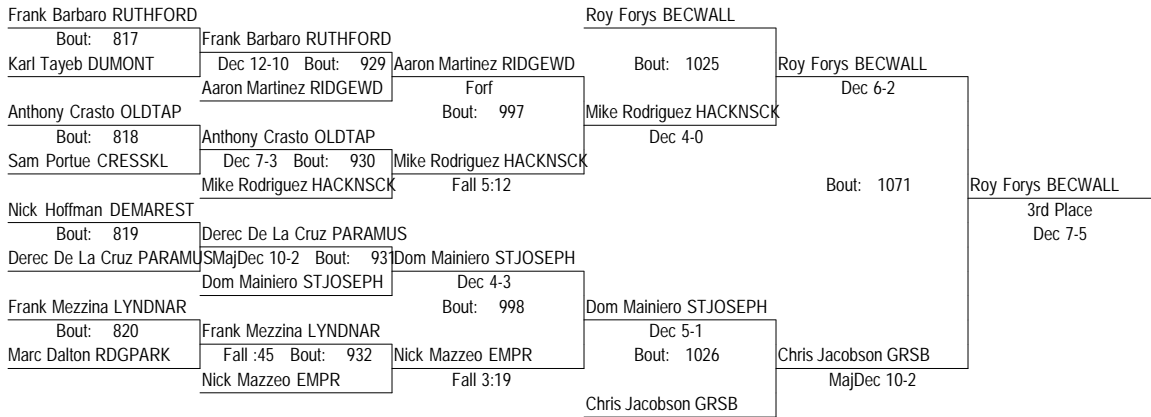 Frank Barbaro RUTHFORD
Roy Forys BECWALL
Bout: 817
Frank Barbaro RUTHFORD
Karl Tayeb DUMONT
Dec 12-10 Bout: 929
Aaron Martinez RIDGEWD
Bout: 1025
Roy Forys BECWALL
Aaron Martinez RIDGEWD
Forf
Dec 6-2
Anthony Crasto OLDTAP
Bout: 997
Mike Rodriguez HACKNSCK
Bout: 818
Anthony Crasto OLDTAP
Dec 4-0
Sam Portue CRESSKL
Dec 7-3 Bout: 930
Mike Rodriguez HACKNSCK
Mike Rodriguez HACKNSCK
Fall 5:12
Bout: 1071
Roy Forys BECWALL
Nick Hoffman DEMAREST
3rd Place
Bout: 819
Derec De La Cruz PARAMUS
Dec 7-5
Derec De La Cruz PARAMUS
MajDec 10-2 Bout: 931
Dom Mainiero STJOSEPH
Dom Mainiero STJOSEPH
Dec 4-3
Frank Mezzina LYNDNAR
Bout: 998
Dom Mainiero STJOSEPH
Bout: 820
Frank Mezzina LYNDNAR
Dec 5-1
Marc Dalton RDGPARK
Fall :45 Bout: 932
Nick Mazzeo EMPR
Bout: 1026
Chris Jacobson GRSB
Nick Mazzeo EMPR
Fall 3:19
MajDec 10-2
Chris Jacobson GRSB